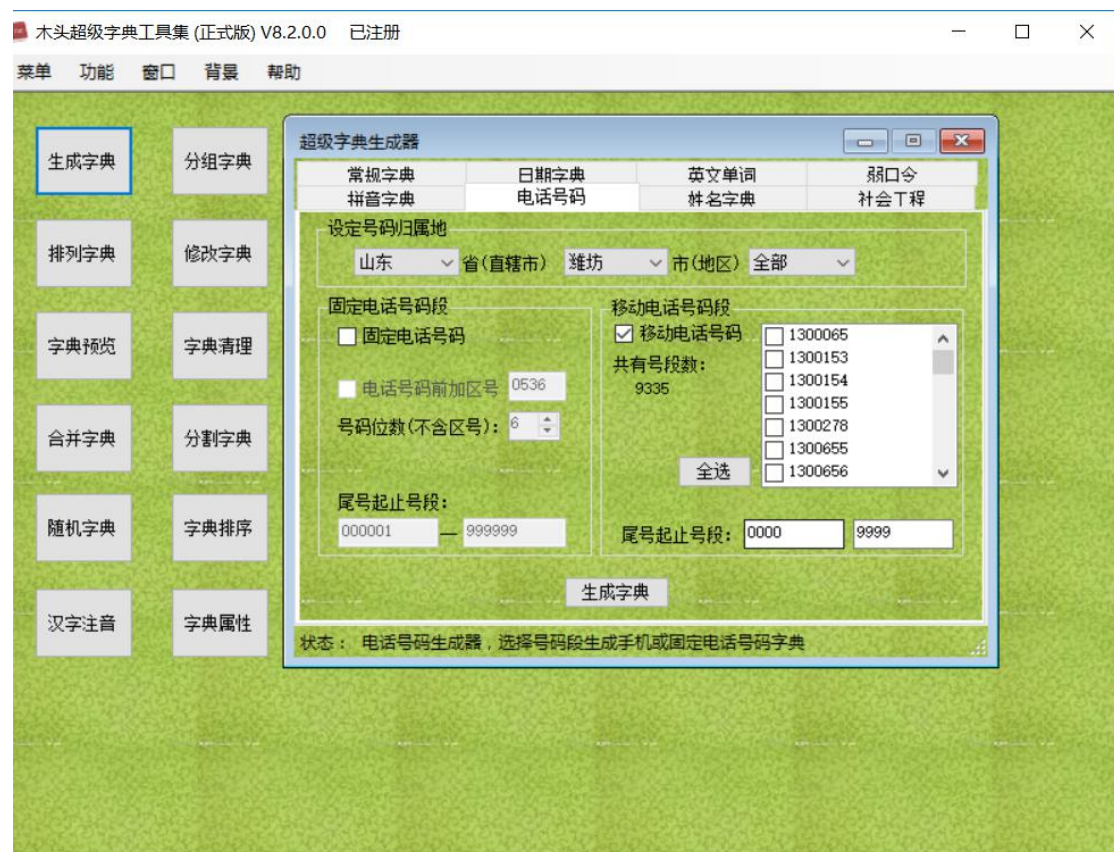 木头超级字典工具集 (正式版) V8.2.0.0 已注册
菜单 功能 窗口 背景 帮助
生成字典 分组字典
排列字典 修改字典
字典预览 字典清理
合并字典 分割字典
随机字典 字典排序
汉字注音 字典属性
超级字典生成器
常规字典 日期字典 英文单词 弱口令
拼音字典 电话号码 姓名字典 社会工程
设定号码归属地
山东 省(直辖市) 潍坊 市(地区) 全部
固定电话号码段
固定电话号码
电话号码前加区号 0536
号码位数(不含区号): 6
尾号起止号段:
000001 — 999999
移动电话号码段
移动电话号码
共有号段数:
9335
1300065
1300153
1300154
1300155
1300278
1300655
1300656
全选
尾号起止号段: 0000 9999
生成字典
状态: 电话号码生成器,选择号码段生成手机或固定电话号码字典